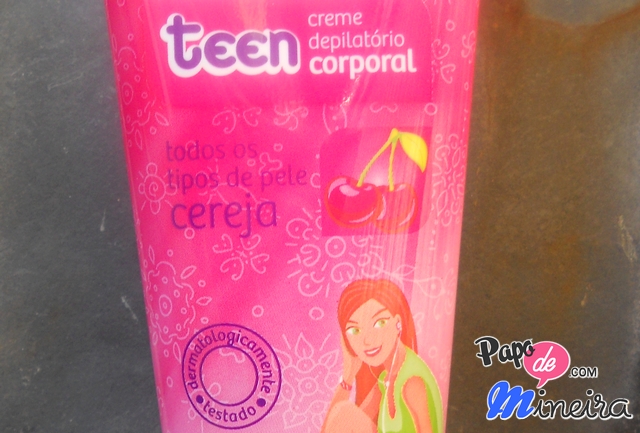 teen
creme
depilatório
corporal
todos os
tipos de pele
cereja
dermatologicamente
• testado •
Papo
de
.COM
Mineira